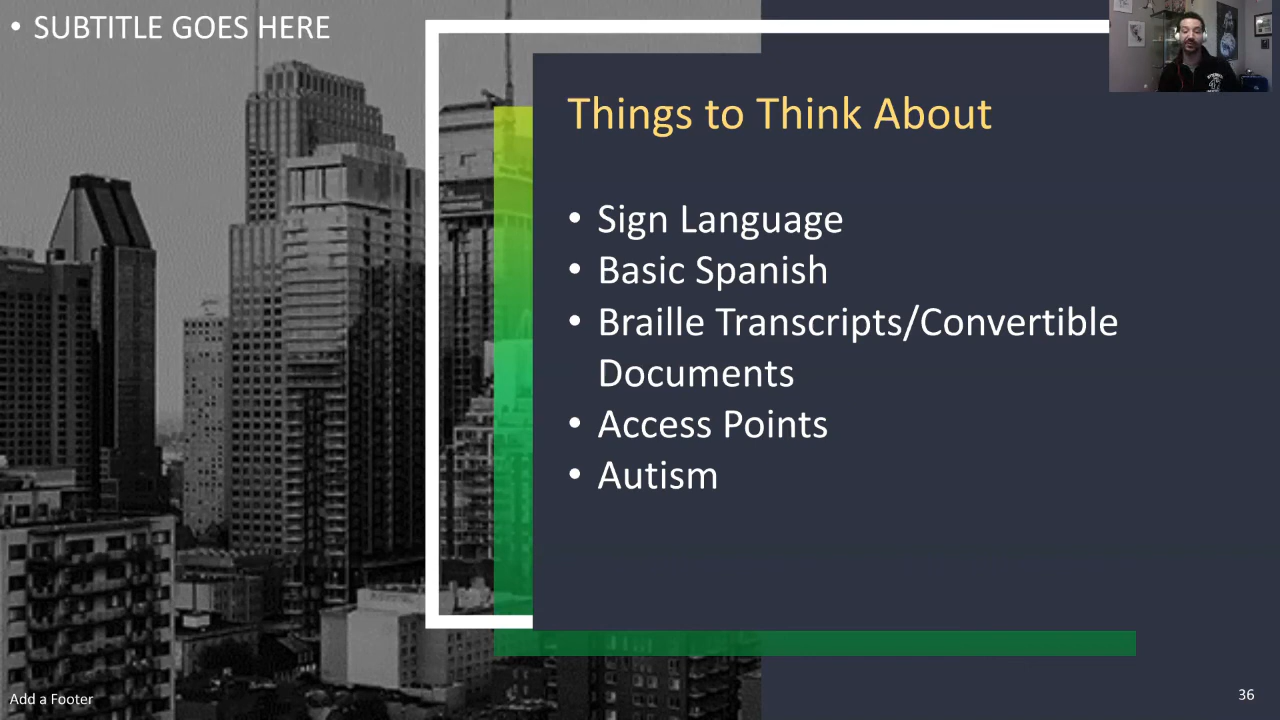 • SUBTITLE GOES HERE
Things to Think About
• Sign Language
• Basic Spanish
• Braille Transcripts/Convertible
Documents
• Access Points
• Autism
Add a Footer
36